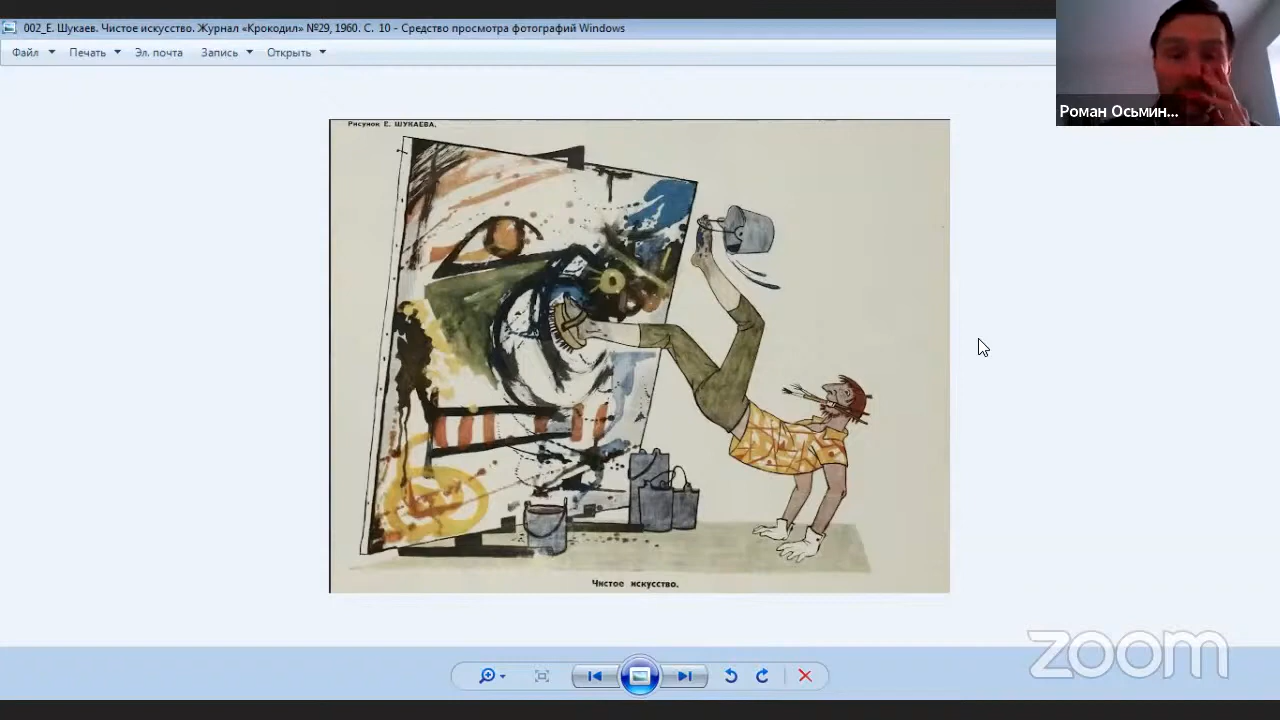 002_Е. Шукаев. Чистое искусство. Журнал «Крокодил» №29, 1960. С. 10 - Средство просмотра фотографий Windows
Файл Печать Эл. почта Запись Открыть
Роман Осьмин...
Рисунок Е. ШУКАЕВА.
Чистое искусство.
zoom